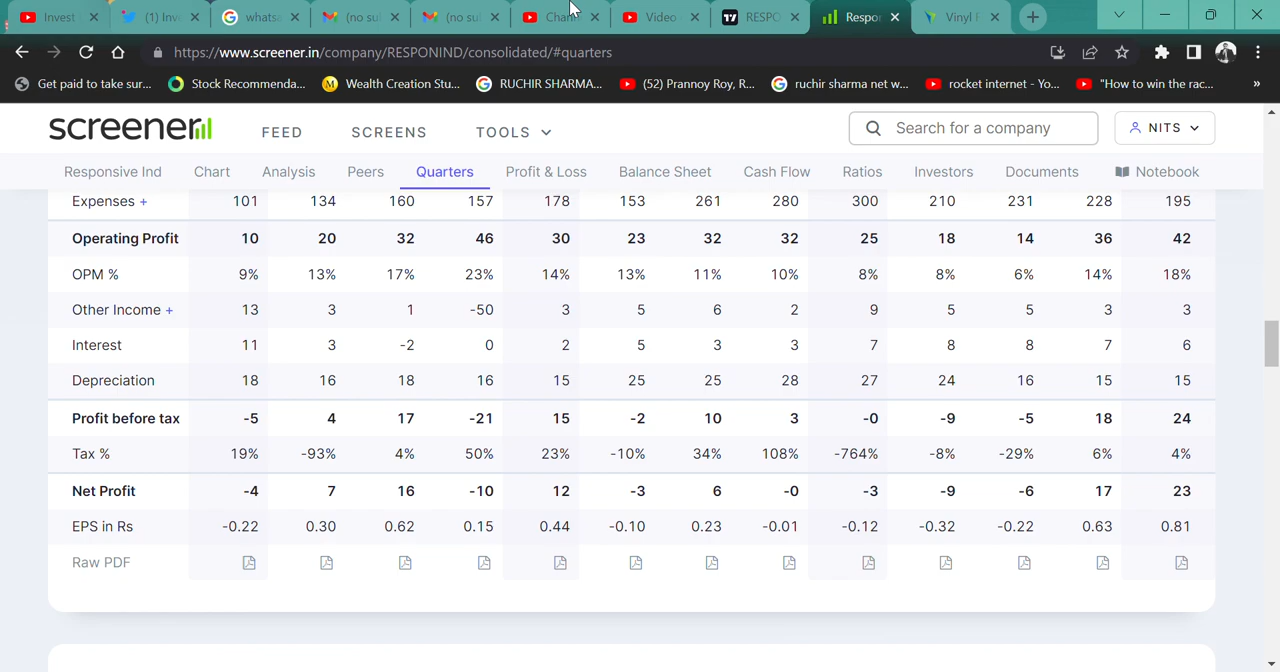 Invest
(1) Inv
whats
(no su
(no su
Chan
Video
RESPO
Respon
Vinyl F
https://www.screener.in/company/RESPONIND/consolidated/#quarters
Get paid to take sur...
Stock Recommenda...
Wealth Creation Stu...
RUCHIR SHARMA...
(52) Prannoy Roy, R...
ruchir sharma net w...
rocket internet - Yo...
"How to win the rac...
»
screener
FEED
SCREENS
TOOLS
Search for a company
NITS
Responsive Ind
Chart
Analysis
Peers
Quarters
Profit & Loss
Balance Sheet
Cash Flow
Ratios
Investors
Documents
Notebook
Expenses + 101 134 160 157 178 153 261 280 300 210 231 228 195
Operating Profit 10 20 32 46 30 23 32 32 25 18 14 36 42
OPM % 9% 13% 17% 23% 14% 13% 11% 10% 8% 8% 6% 14% 18%
Other Income + 13 3 1 -50 3 5 6 2 9 5 5 3 3
Interest 11 3 -2 0 2 5 3 3 7 8 8 7 6
Depreciation 18 16 18 16 15 25 25 28 27 24 16 15 15
Profit before tax -5 4 17 -21 15 -2 10 3 -0 -9 -5 18 24
Tax % 19% -93% 4% 50% 23% -10% 34% 108% -764% -8% -29% 6% 4%
Net Profit -4 7 16 -10 12 -3 6 -0 -3 -9 -6 17 23
EPS in Rs -0.22 0.30 0.62 0.15 0.44 -0.10 0.23 -0.01 -0.12 -0.32 -0.22 0.63 0.81
Raw PDF